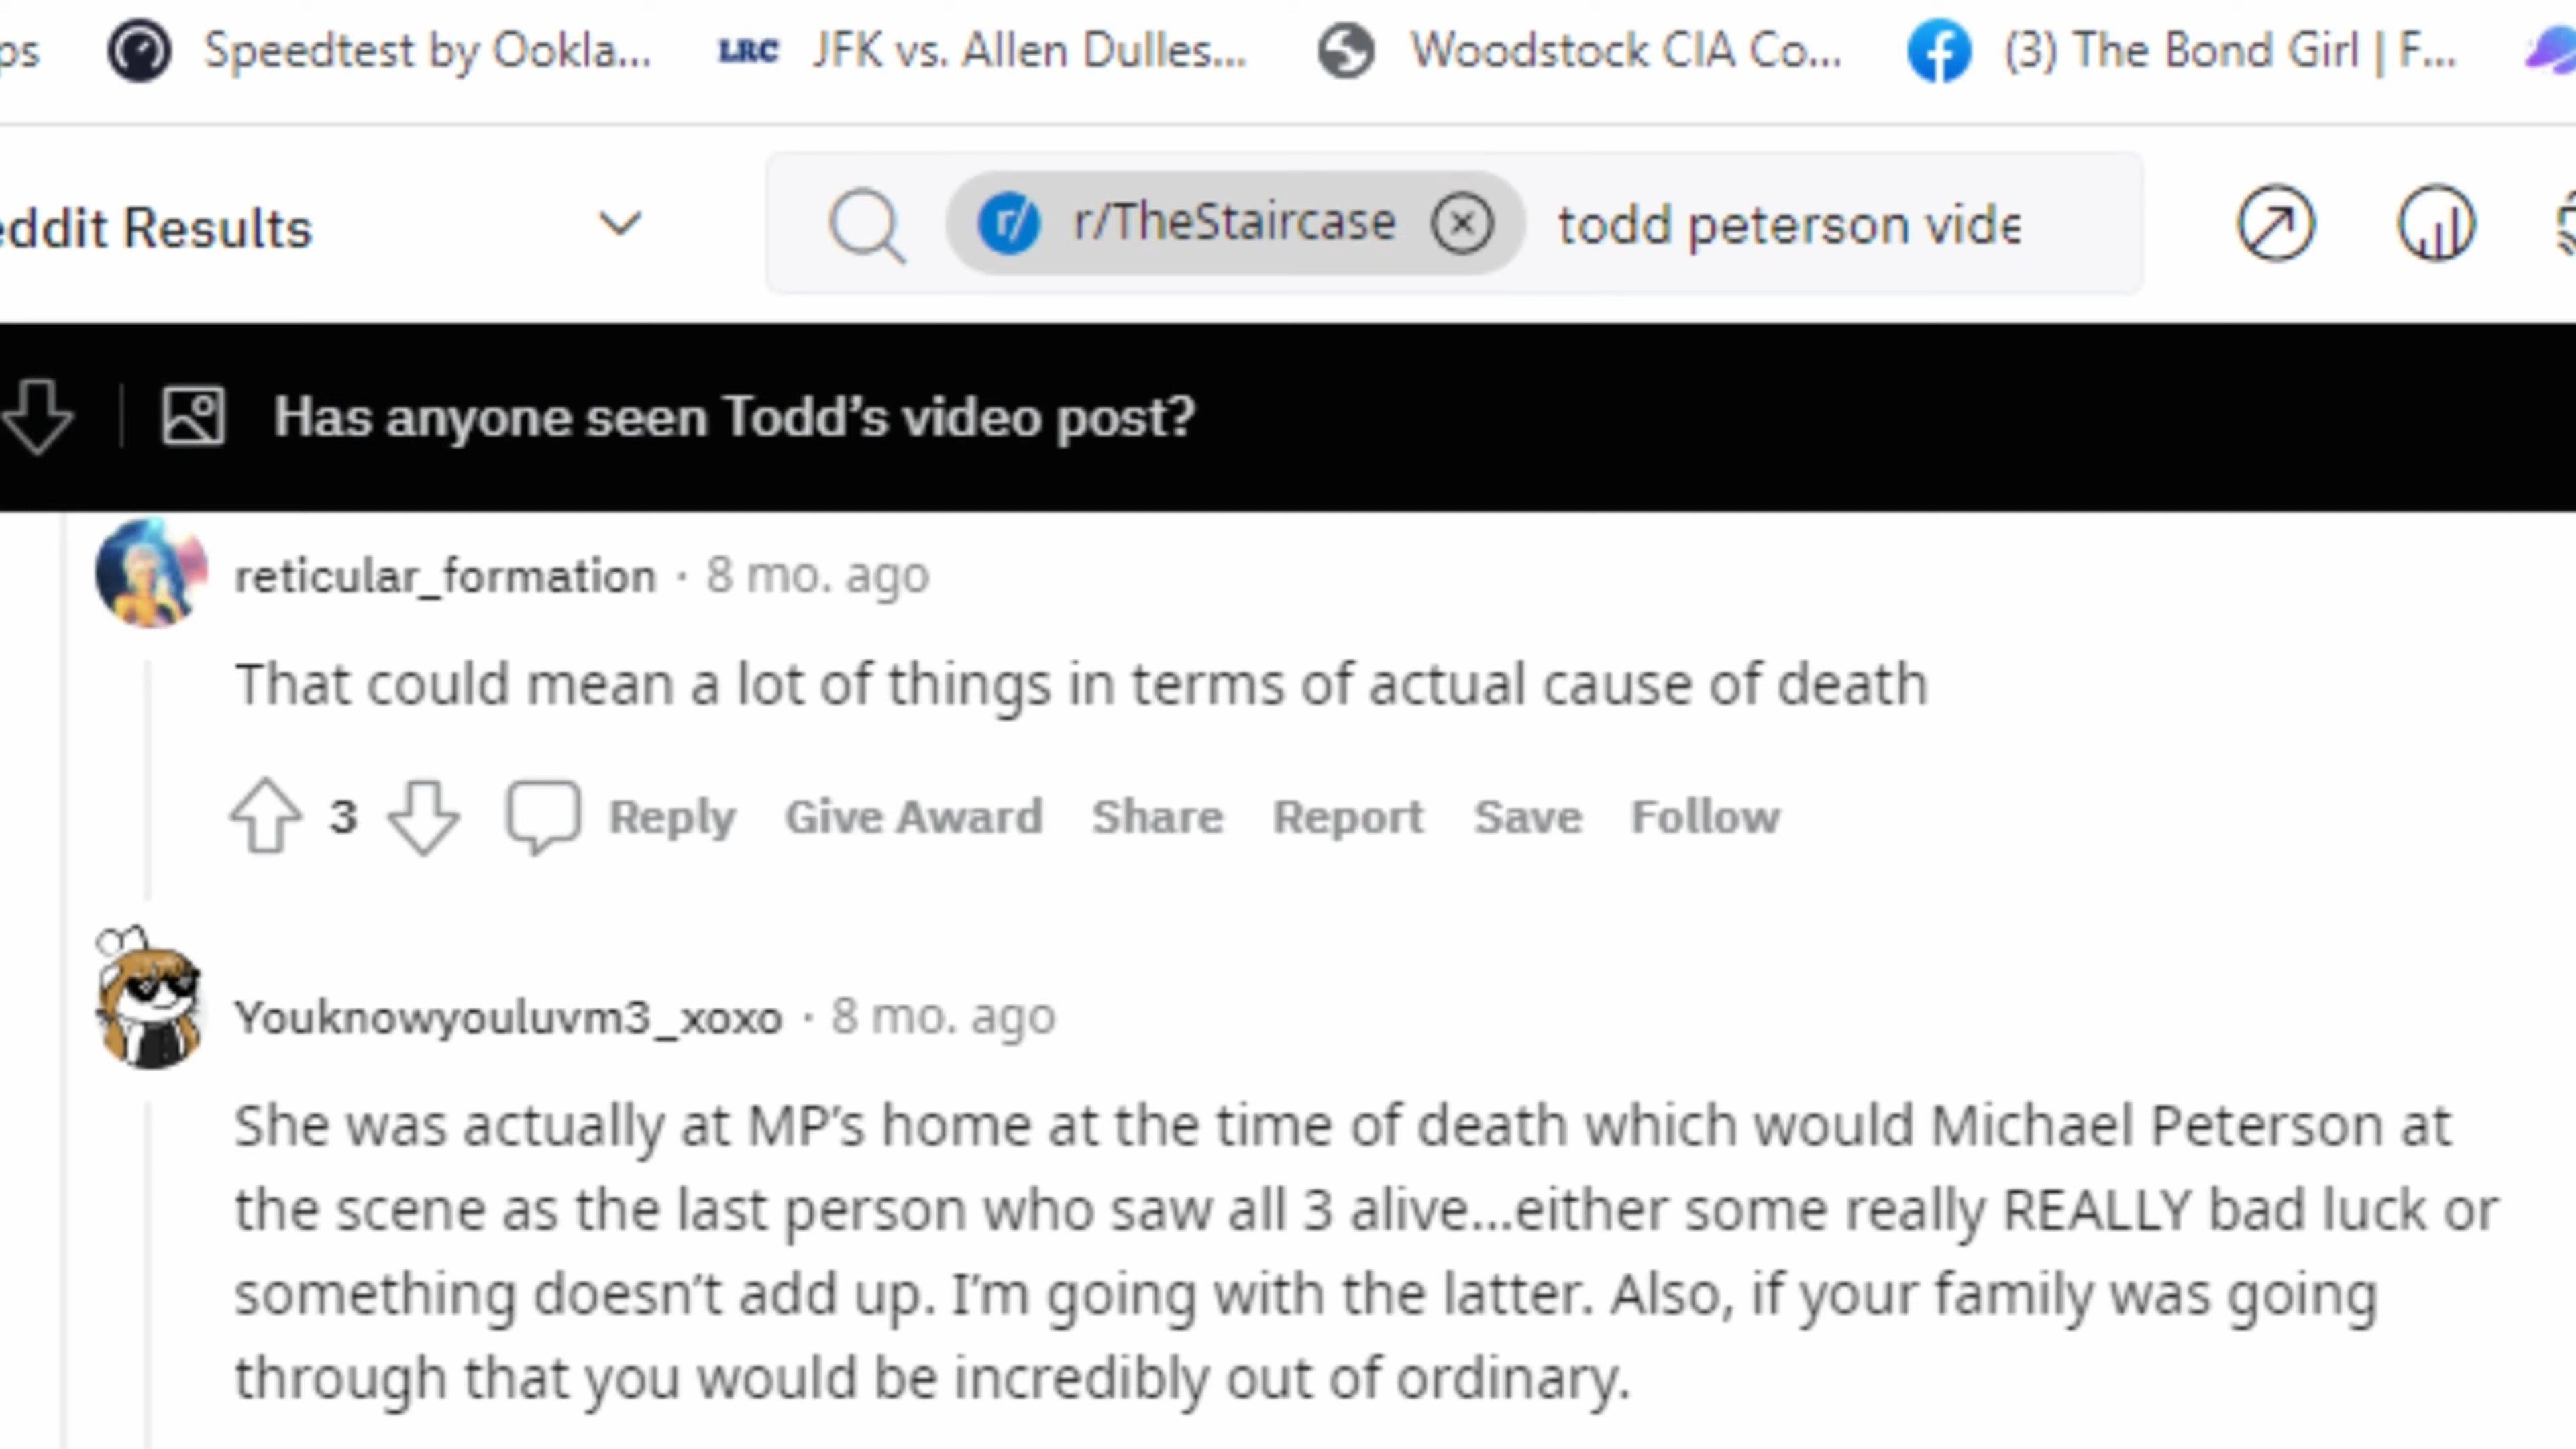 ps Speedtest by Ookla... LRC JFK vs. Allen Dulles... Woodstock CIA Co... (3) The Bond Girl | F...
eddit Results r/ r/TheStaircase todd peterson vide
Has anyone seen Todd’s video post?
reticular_formation · 8 mo. ago
That could mean a lot of things in terms of actual cause of death
3 Reply Give Award Share Report Save Follow
Youknowyouluvm3_xoxo · 8 mo. ago
She was actually at MP’s home at the time of death which would Michael Peterson at
the scene as the last person who saw all 3 alive...either some really REALLY bad luck or
something doesn’t add up. I’m going with the latter. Also, if your family was going
through that you would be incredibly out of ordinary.